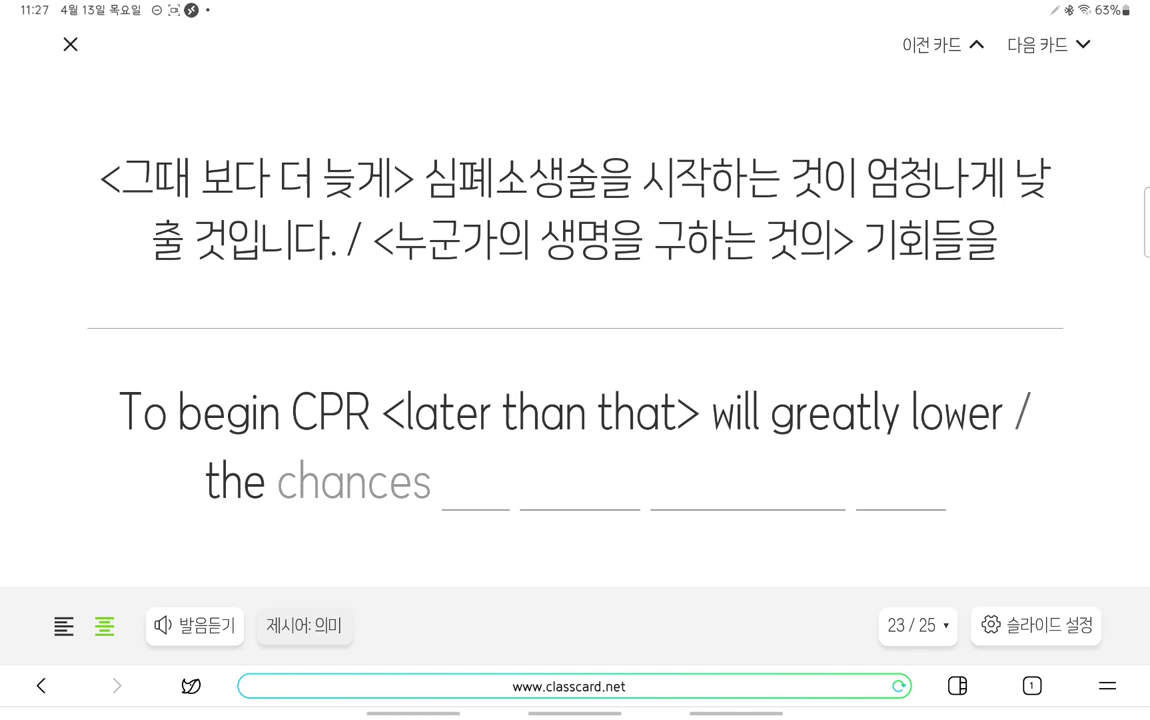 11:27 4월 13일 목요일 63%
이전 카드 다음 카드
<그때 보다 더 늦게> 심폐소생술을 시작하는 것이 엄청나게 낮
출 것입니다. / <누군가의 생명을 구하는 것의> 기회들을
To begin CPR <later than that> will greatly lower /
the chances
발음듣기 제시어: 의미 23 / 25 슬라이드 설정
www.classcard.net 1